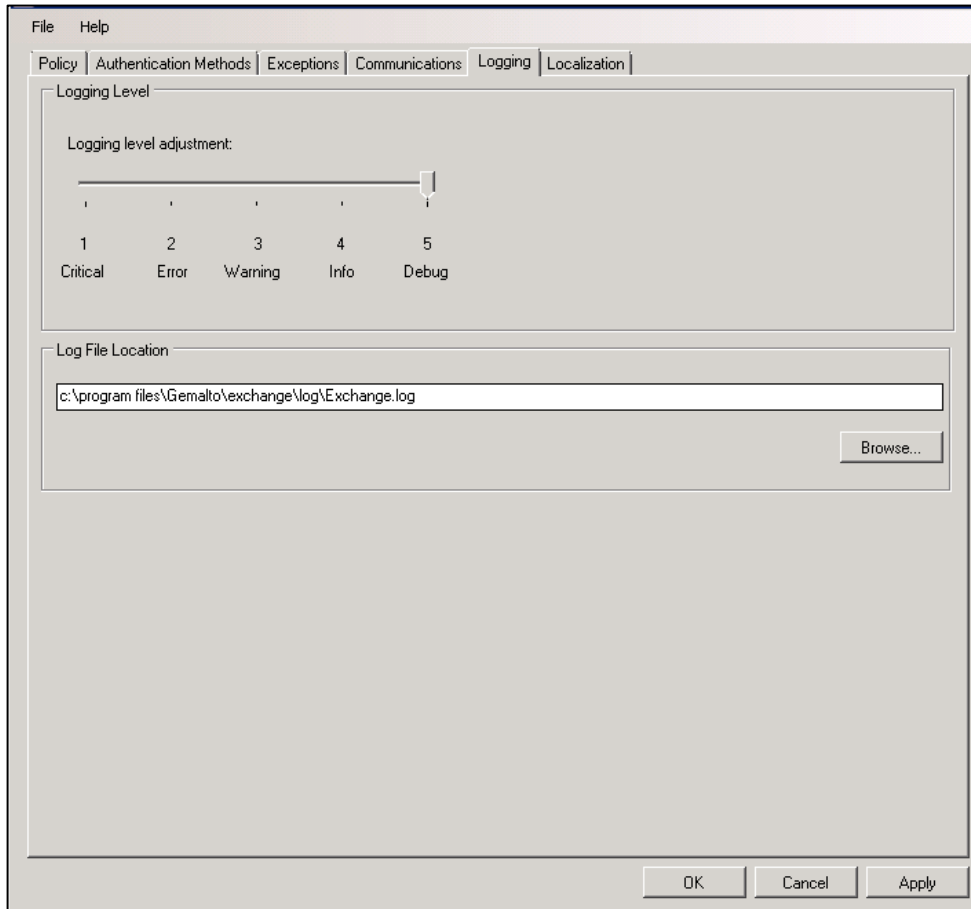 File Help
Policy Authentication Methods Exceptions Communications Logging Localization
Logging Level
Logging level adjustment:
1 2 3 4 5
Critical Error Warning Info Debug
Log File Location
c:\program files\Gemalto\exchange\log\Exchange.log
Browse...
OK Cancel Apply